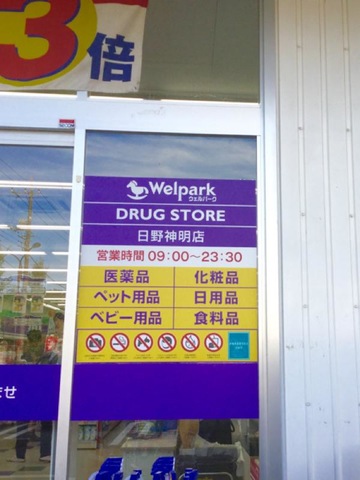 3倍
Welpark
ウェルパーク
DRUG STORE
日野神明店
営業時間 09:00〜23:30
医薬品 化粧品
ペット用品 日用品
ベビー用品 食料品